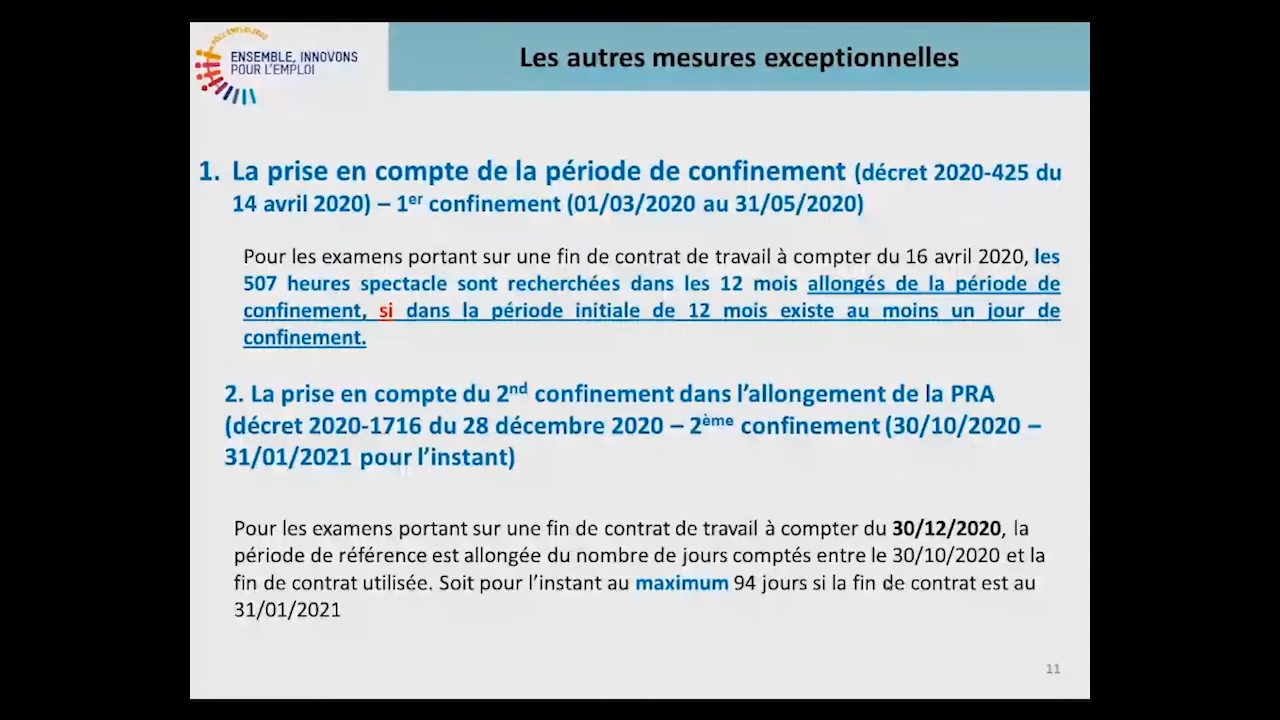 PÔLE EMPLOI 2022
ENSEMBLE, INNOVONS
POUR L'EMPLOI
Les autres mesures exceptionnelles
1. La prise en compte de la période de confinement (décret 2020-425 du
14 avril 2020) – 1er confinement (01/03/2020 au 31/05/2020)
Pour les examens portant sur une fin de contrat de travail à compter du 16 avril 2020, les
507 heures spectacle sont recherchées dans les 12 mois allongés de la période de
confinement, si dans la période initiale de 12 mois existe au moins un jour de
confinement.
2. La prise en compte du 2nd confinement dans l'allongement de la PRA
(décret 2020-1716 du 28 décembre 2020 – 2ème confinement (30/10/2020 –
31/01/2021 pour l'instant)
Pour les examens portant sur une fin de contrat de travail à compter du 30/12/2020, la
période de référence est allongée du nombre de jours comptés entre le 30/10/2020 et la
fin de contrat utilisée. Soit pour l'instant au maximum 94 jours si la fin de contrat est au
31/01/2021
11